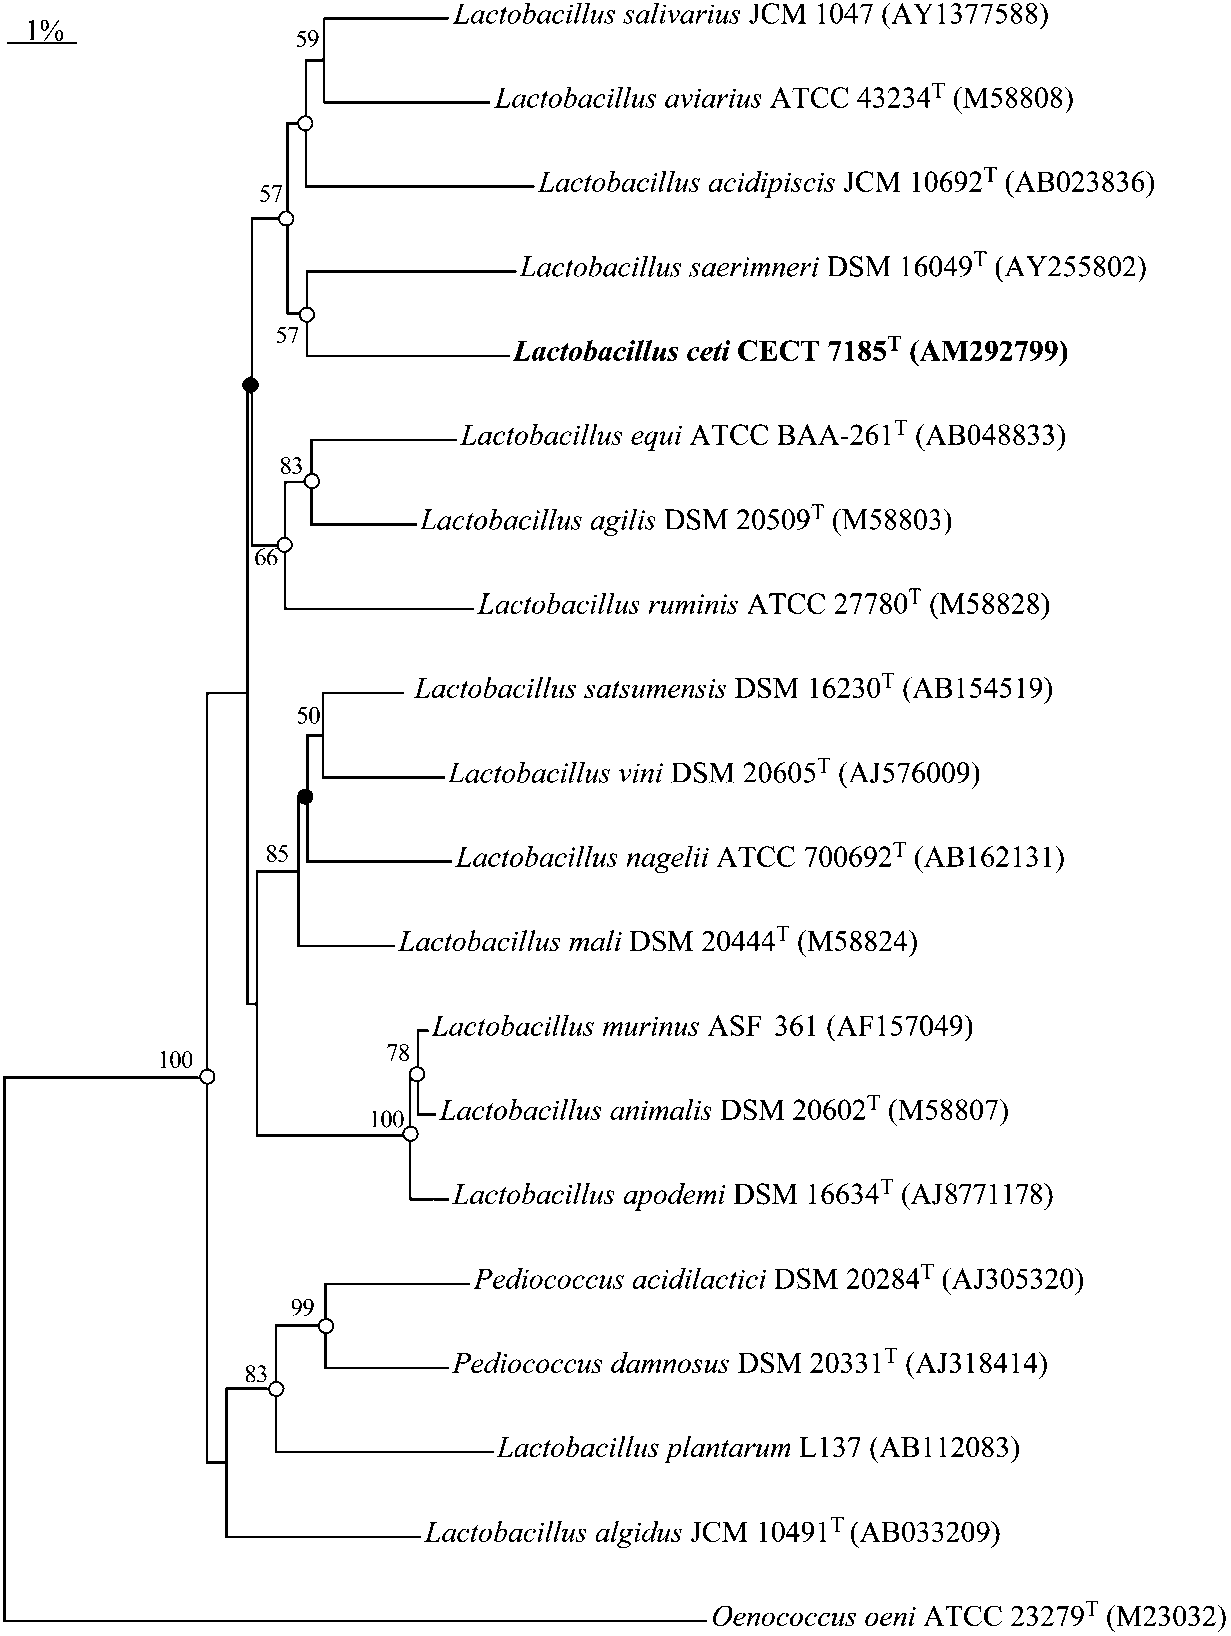 Lactobacillus salivarius JCM 1047 (AY1377588)
1%
59
Lactobacillus aviarius ATCC 43234T (M58808)
Lactobacillus acidipiscis JCM 10692T (AB023836)
57
Lactobacillus saerimneri DSM 16049T (AY255802)
57
Lactobacillus ceti CECT 7185T (AM292799)
Lactobacillus equi ATCC BAA-261T (AB048833)
83
Lactobacillus agilis DSM 20509T (M58803)
66
Lactobacillus ruminis ATCC 27780T (M58828)
Lactobacillus satsumensis DSM 16230T (AB154519)
50
Lactobacillus vini DSM 20605T (AJ576009)
85
Lactobacillus nagelii ATCC 700692T (AB162131)
Lactobacillus mali DSM 20444T (M58824)
Lactobacillus murinus ASF 361 (AF157049)
78
100
Lactobacillus animalis DSM 20602T (M58807)
100
Lactobacillus apodemi DSM 16634T (AJ8771178)
Pediococcus acidilactici DSM 20284T (AJ305320)
99
Pediococcus damnosus DSM 20331T (AJ318414)
83
Lactobacillus plantarum L137 (AB112083)
Lactobacillus algidus JCM 10491T (AB033209)
Oenococcus oeni ATCC 23279T (M23032)